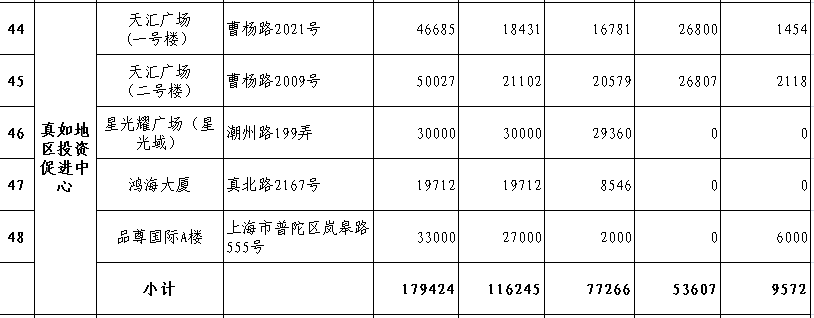 44 天汇广场 曹杨路2021号 46685 18431 16781 26800 1454
(一号楼)
45 天汇广场 曹杨路2009号 50027 21102 20579 26807 2118
(二号楼)
真如地
区投资
促进中
心
46 星光耀广场（星 潮州路199弄 30000 30000 29360 0 0
光域）
47 鸿海大厦 真北路2167号 19712 19712 8546 0 0
48 品尊国际A楼 上海市普陀区岚皋路 33000 27000 2000 0 6000
555号
小计 179424 116245 77266 53607 9572